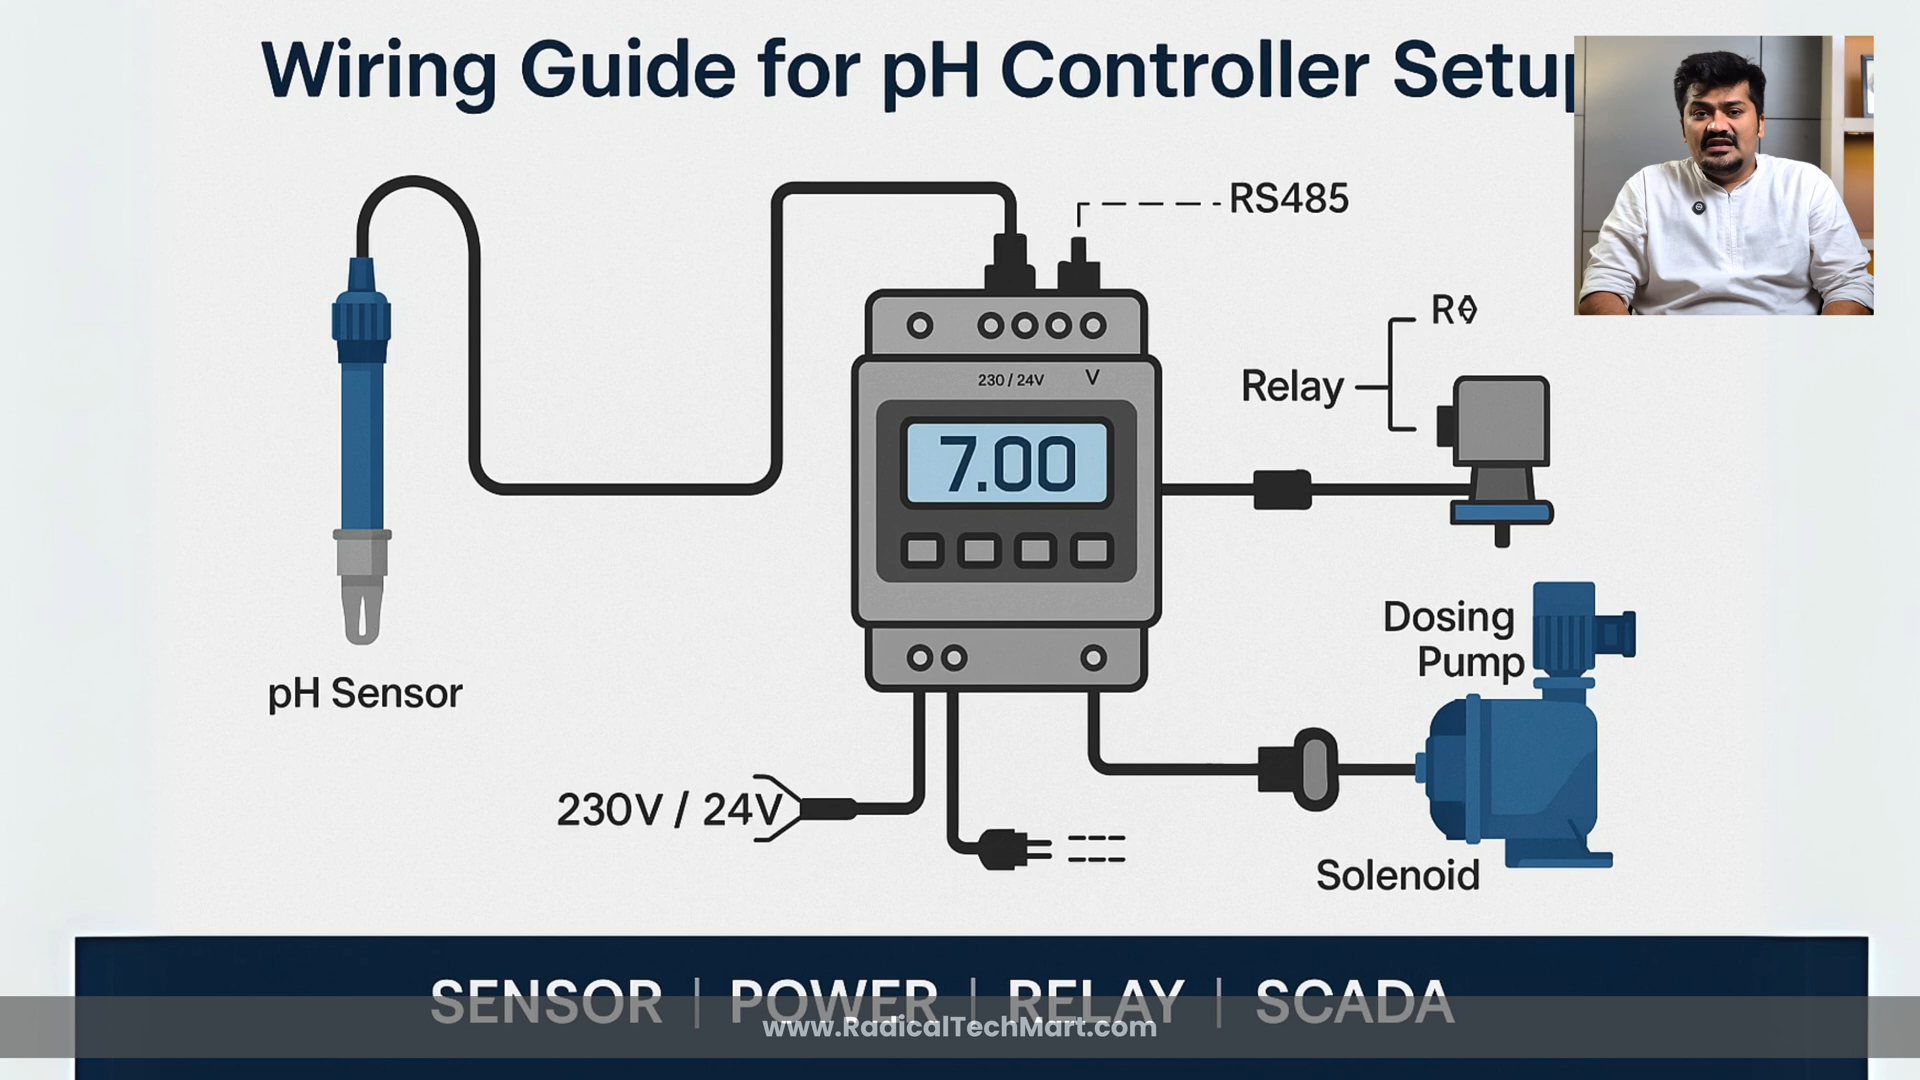 Wiring Guide for pH Controller Setup
RS485
Relay
230 / 24V V
7.00
Dosing
Pump
pH Sensor
230V / 24V
Solenoid
SENSOR | POWER | RELAY | SCADA
www.RadicalTechMart.com